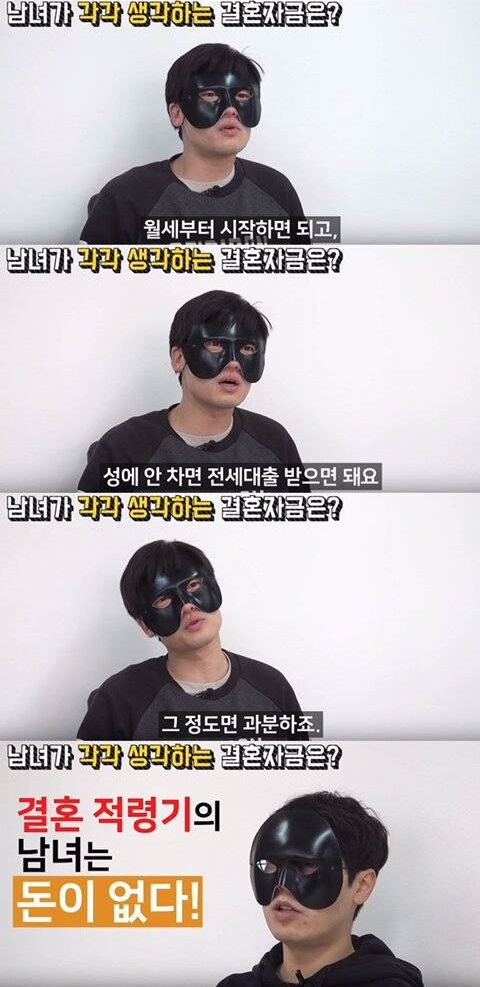 남녀가 각각 생각하는 결혼자금은?
월세부터 시작하면 되고,
남녀가 각각 생각하는 결혼자금은?
성에 안 차면 전세대출 받으면 돼요
남녀가 각각 생각하는 결혼자금은?
그 정도면 과분하죠.
남녀가 각각 생각하는 결혼자금은?
결혼 적령기의
남녀는
돈이 없다!